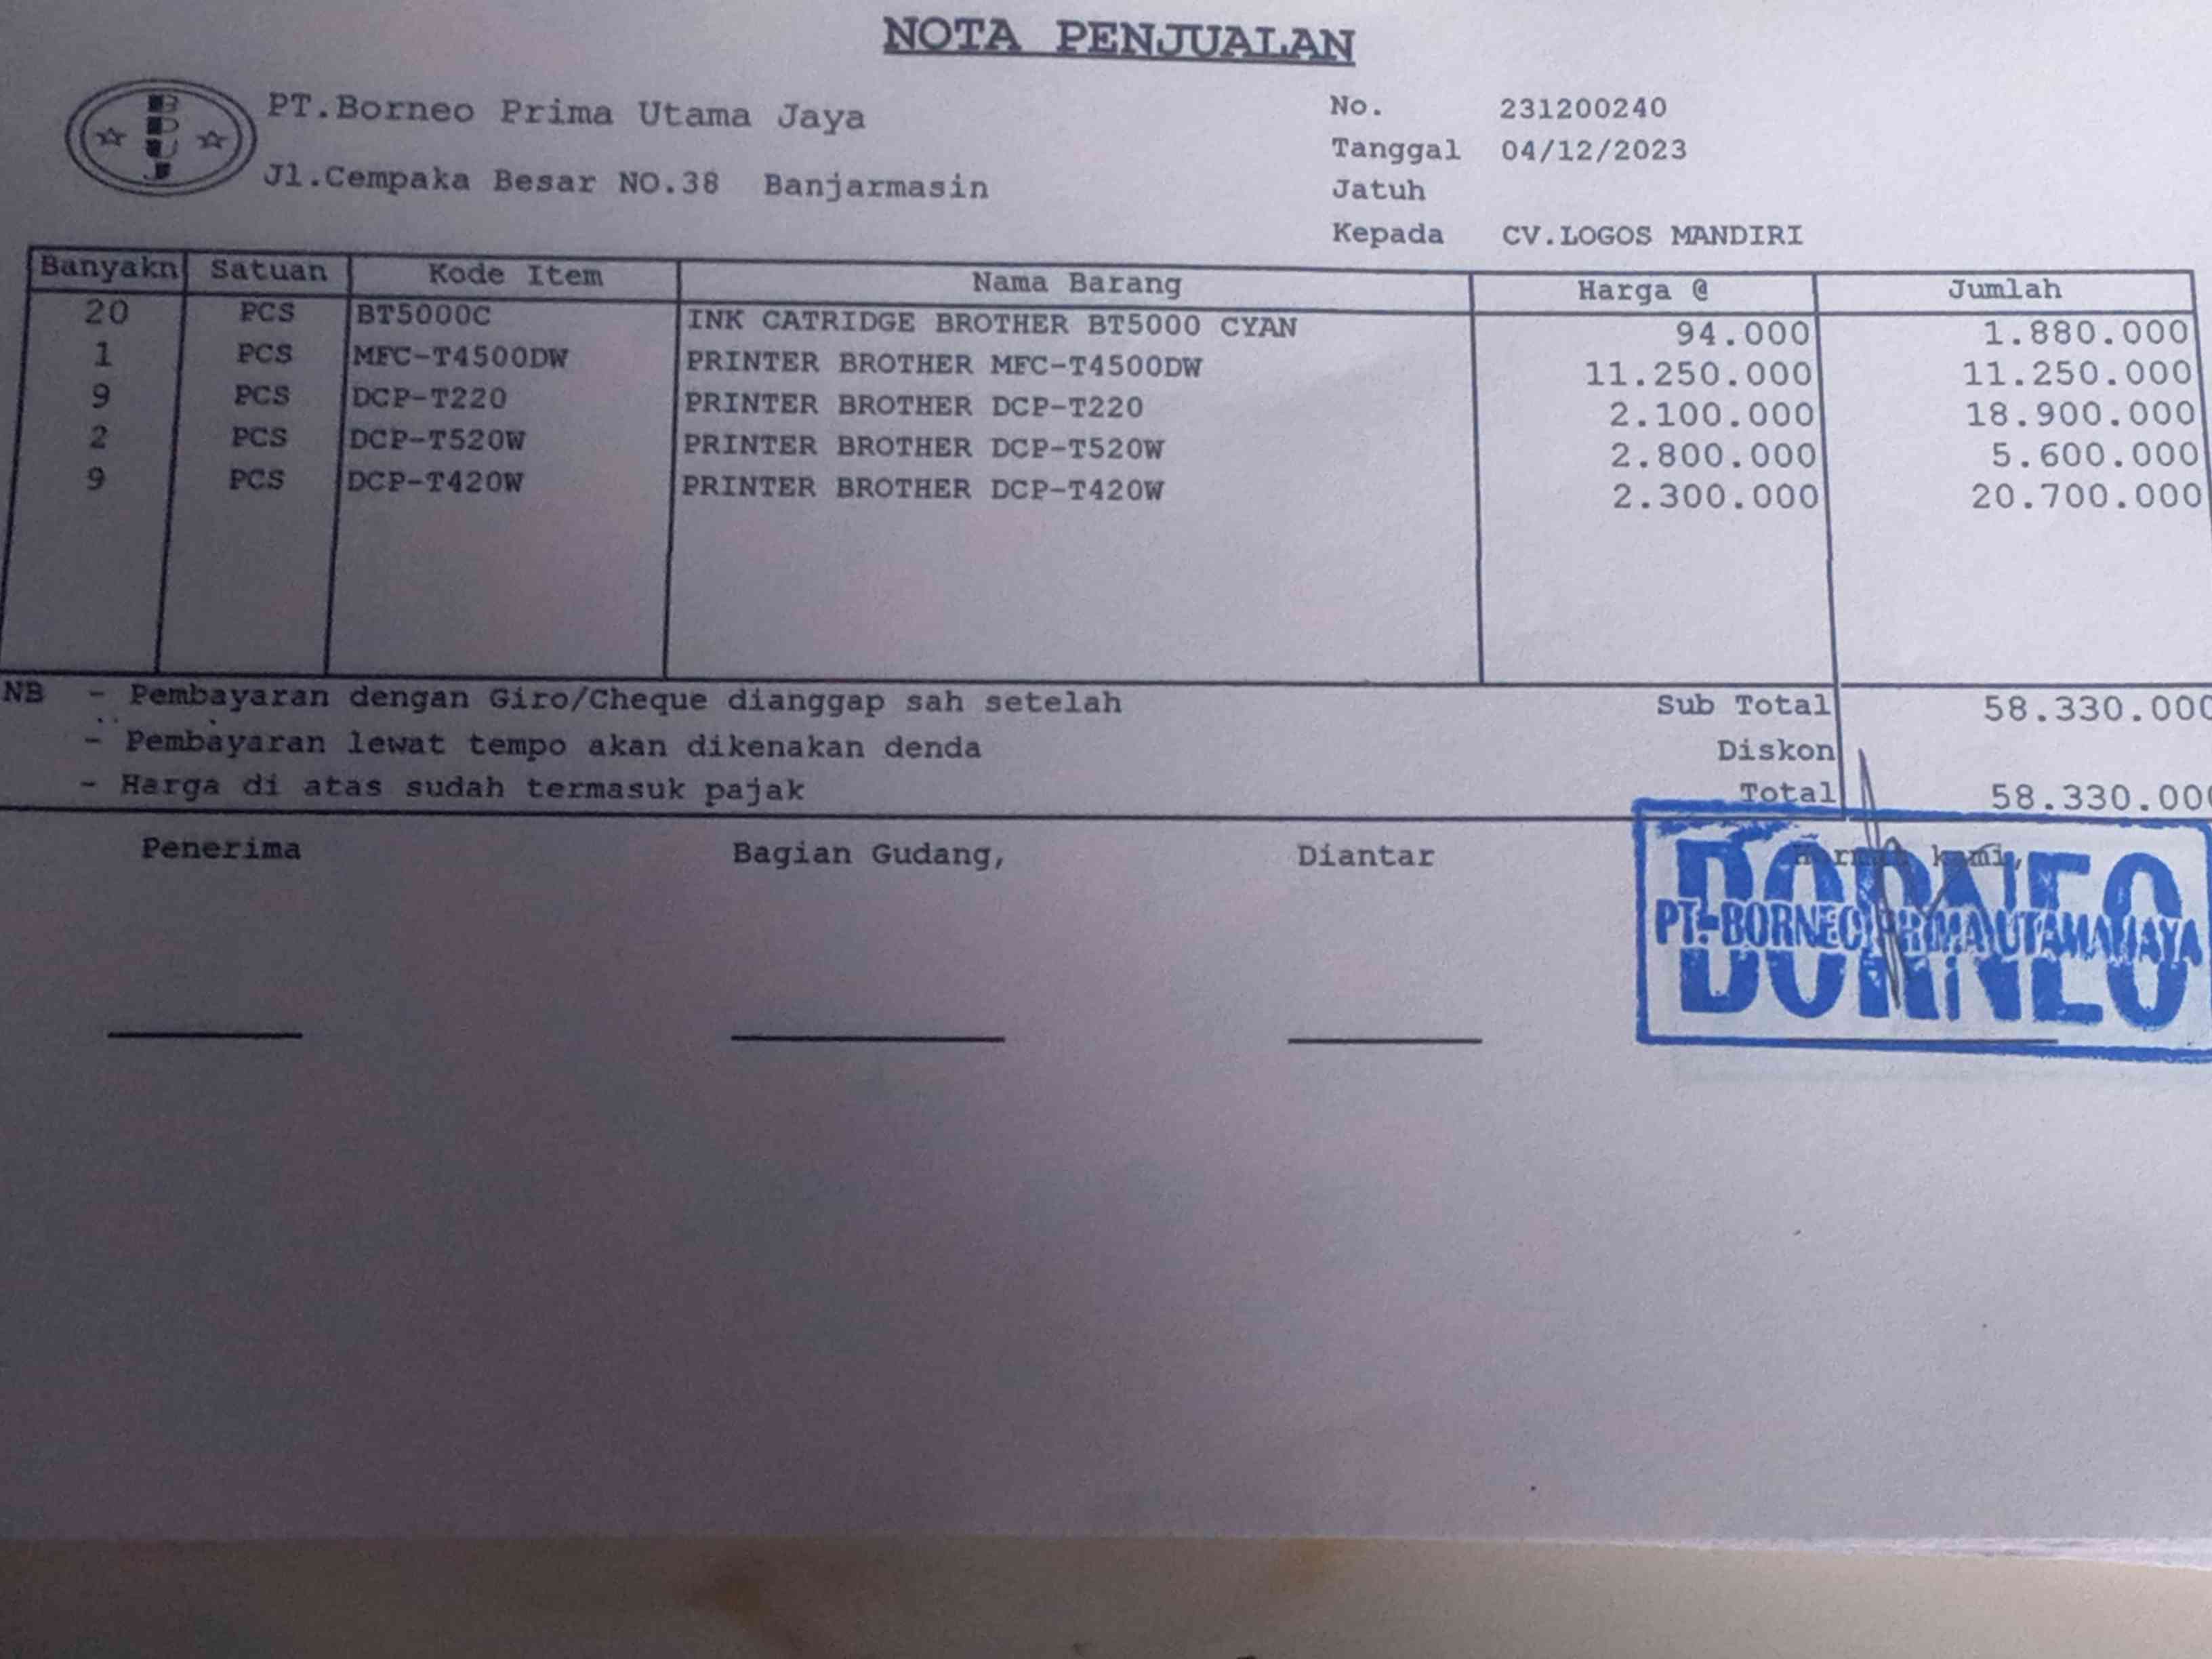 NOTA PENJUALAN
BPUJ
PT.Borneo Prima Utama Jaya
Jl.Cempaka Besar NO.38 Banjarmasin
No. 231200240
Tanggal 04/12/2023
Jatuh
Kepada CV.LOGOS MANDIRI
Banyakn Satuan Kode Item Nama Barang Harga @ Jumlah
20 PCS BT5000C INK CATRIDGE BROTHER BT5000 CYAN 94.000 1.880.000
1 PCS MFC-T4500DW PRINTER BROTHER MFC-T4500DW 11.250.000 11.250.000
9 PCS DCP-T220 PRINTER BROTHER DCP-T220 2.100.000 18.900.000
2 PCS DCP-T520W PRINTER BROTHER DCP-T520W 2.800.000 5.600.000
9 PCS DCP-T420W PRINTER BROTHER DCP-T420W 2.300.000 20.700.000
NB - Pembayaran dengan Giro/Cheque dianggap sah setelah Sub Total 58.330.000
- Pembayaran lewat tempo akan dikenakan denda Diskon
- Harga di atas sudah termasuk pajak Total 58.330.000
Penerima Bagian Gudang, Diantar Hormat kami,
BORNEO
PT. BORNEO PRIMA UTAMA JAYA